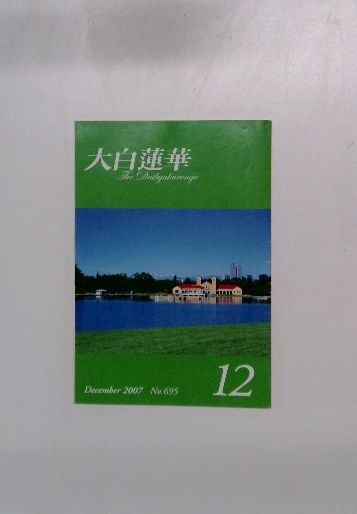 大白蓮華
The Daibyakurenge
December 2007 No.695
12